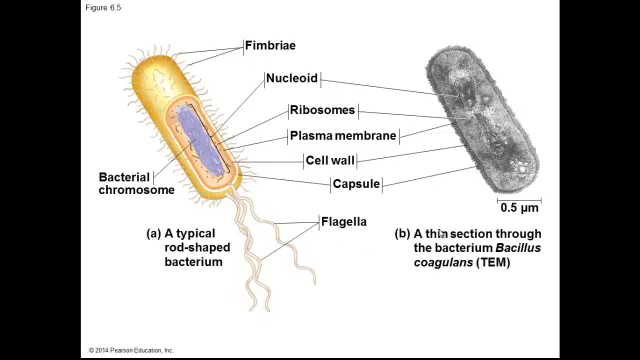 Figure 6.5
Fimbriae
Nucleoid
Ribosomes
Plasma membrane
Cell wall
Bacterial
chromosome
Capsule
0.5 µm
Flagella
(a) A typical
rod-shaped
bacterium
(b) A thin section through
the bacterium Bacillus
coagulans (TEM)
© 2014 Pearson Education, Inc.